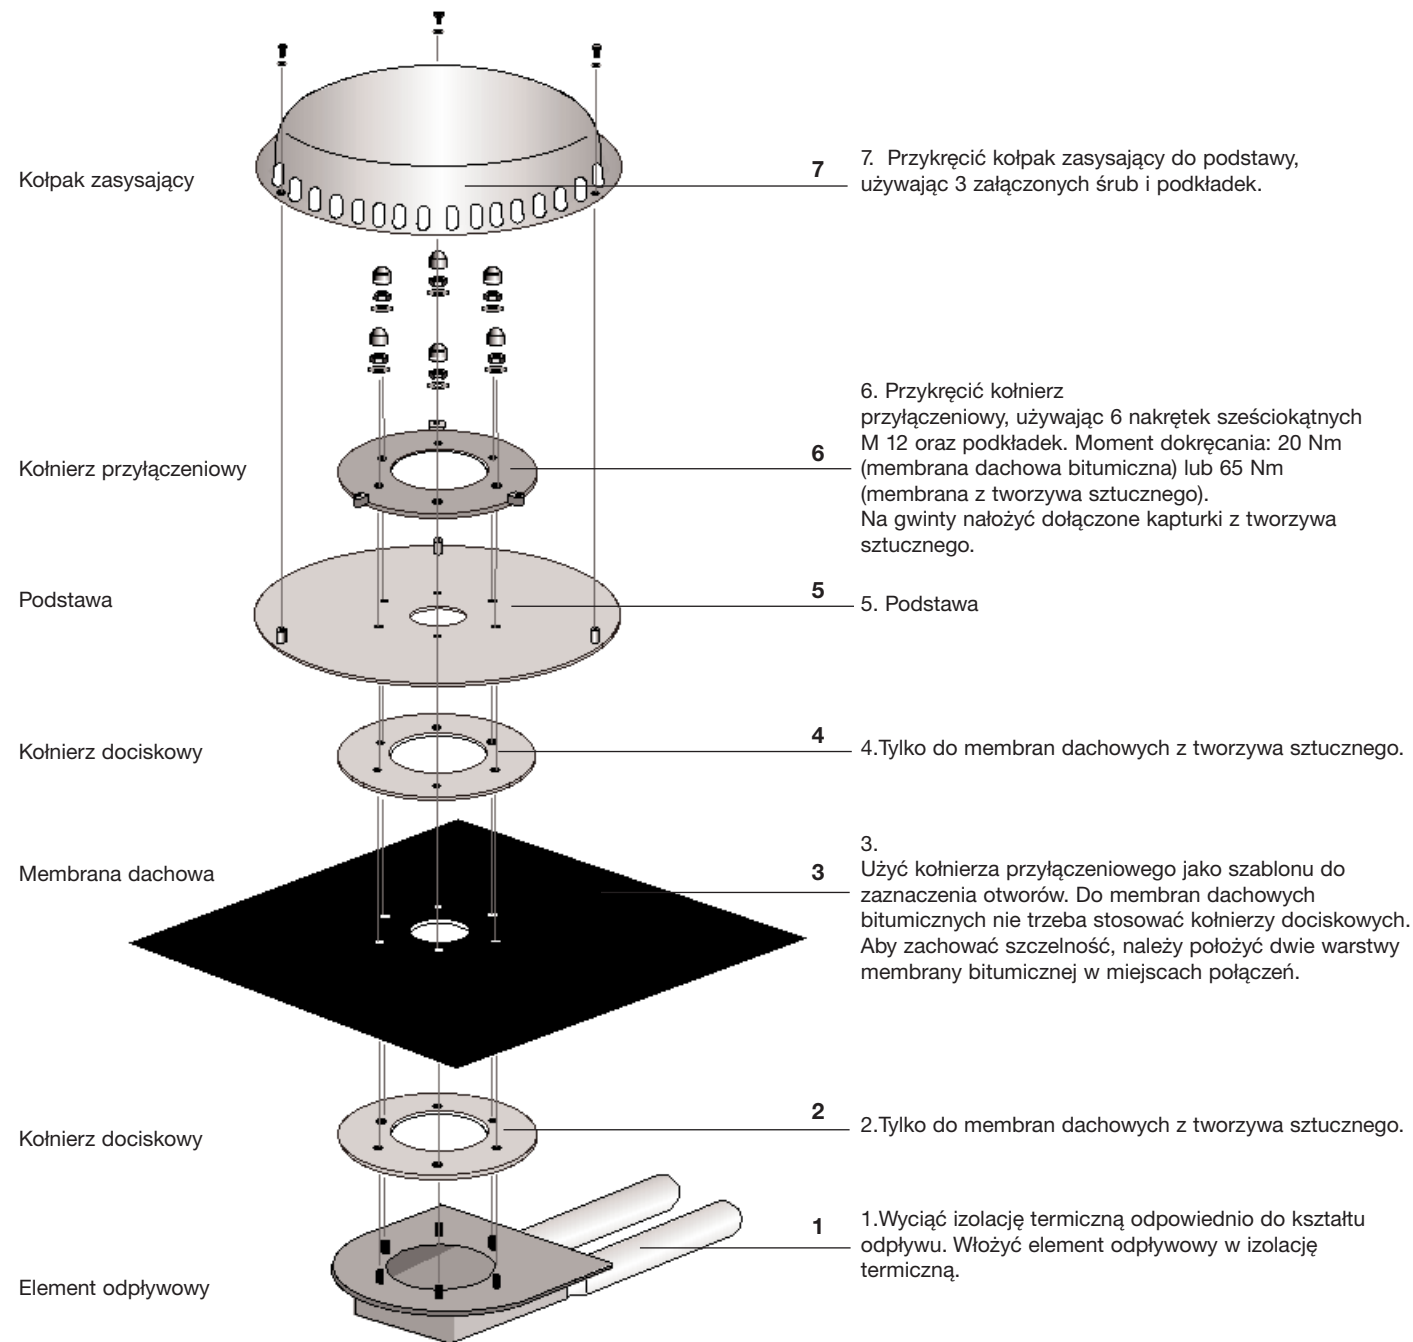 Kołpak zasysający
7
7. Przykręcić kołpak zasysający do podstawy,
używając 3 załączonych śrub i podkładek.
Kołnierz przyłączeniowy
6
6. Przykręcić kołnierz
przyłączeniowy, używając 6 nakrętek sześciokątnych
M 12 oraz podkładek. Moment dokręcania: 20 Nm
(membrana dachowa bitumiczna) lub 65 Nm
(membrana z tworzywa sztucznego).
Na gwinty nałożyć dołączone kapturki z tworzywa
sztucznego.
Podstawa
5
5. Podstawa
Kołnierz dociskowy
4
4.Tylko do membran dachowych z tworzywa sztucznego.
Membrana dachowa
3
3.
Użyć kołnierza przyłączeniowego jako szablonu do
zaznaczenia otworów. Do membran dachowych
bitumicznych nie trzeba stosować kołnierzy dociskowych.
Aby zachować szczelność, należy położyć dwie warstwy
membrany bitumicznej w miejscach połączeń.
Kołnierz dociskowy
2
2.Tylko do membran dachowych z tworzywa sztucznego.
Element odpływowy
1
1.Wyciąć izolację termiczną odpowiednio do kształtu
odpływu. Włożyć element odpływowy w izolację
termiczną.